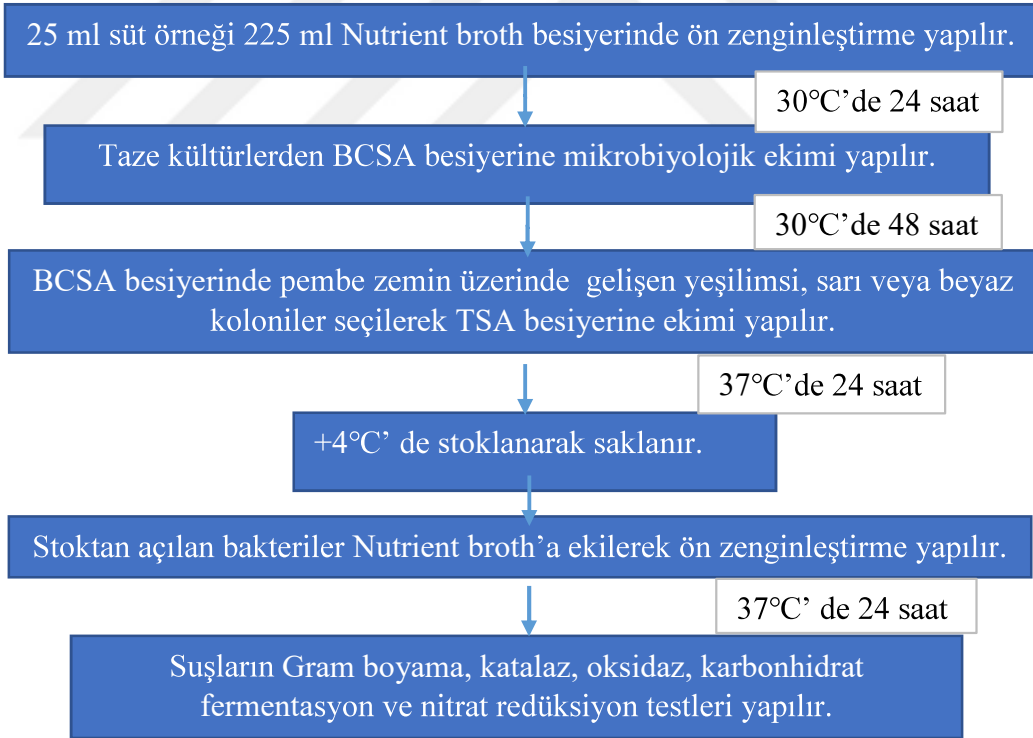 25 ml süt örneği 225 ml Nutrient broth besiyerinde ön zenginleştirme yapılır.
30°C’de 24 saat
Taze kültürlerden BCSA besiyerine mikrobiyolojik ekimi yapılır.
30°C’de 48 saat
BCSA besiyerinde pembe zemin üzerinde gelişen yeşilimsi, sarı veya beyaz
koloniler seçilerek TSA besiyerine ekimi yapılır.
37°C’de 24 saat
+4°C’ de stoklanarak saklanır.
Stoktan açılan bakteriler Nutrient broth’a ekilerek ön zenginleştirme yapılır.
37°C’ de 24 saat
Suşların Gram boyama, katalaz, oksidaz, karbonhidrat
fermentasyon ve nitrat redüksiyon testleri yapılır.